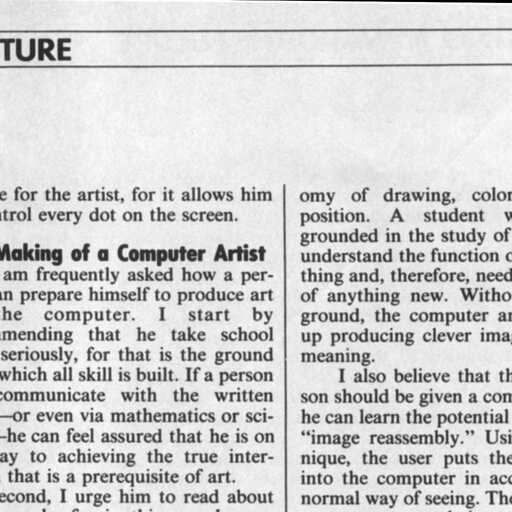 TURE
e for the artist, for it allows him
trol every dot on the screen.
Making of a Computer Artist
am frequently asked how a per-
an prepare himself to produce art
he computer. I start by
mending that he take school
seriously, for that is the ground
which all skill is built. If a person
communicate with the written
—or even via mathematics or sci-
—he can feel assured that he is on
ay to achieving the true inter-
that is a prerequisite of art.
econd, I urge him to read about
omy of drawing, color
position. A student w
grounded in the study of
understand the function o
thing and, therefore, need
of anything new. Witho
ground, the computer ar
up producing clever imag
meaning.
I also believe that th
son should be given a com
he can learn the potential
“image reassembly.” Usi
nique, the user puts the
into the computer in acc
normal way of seeing. The